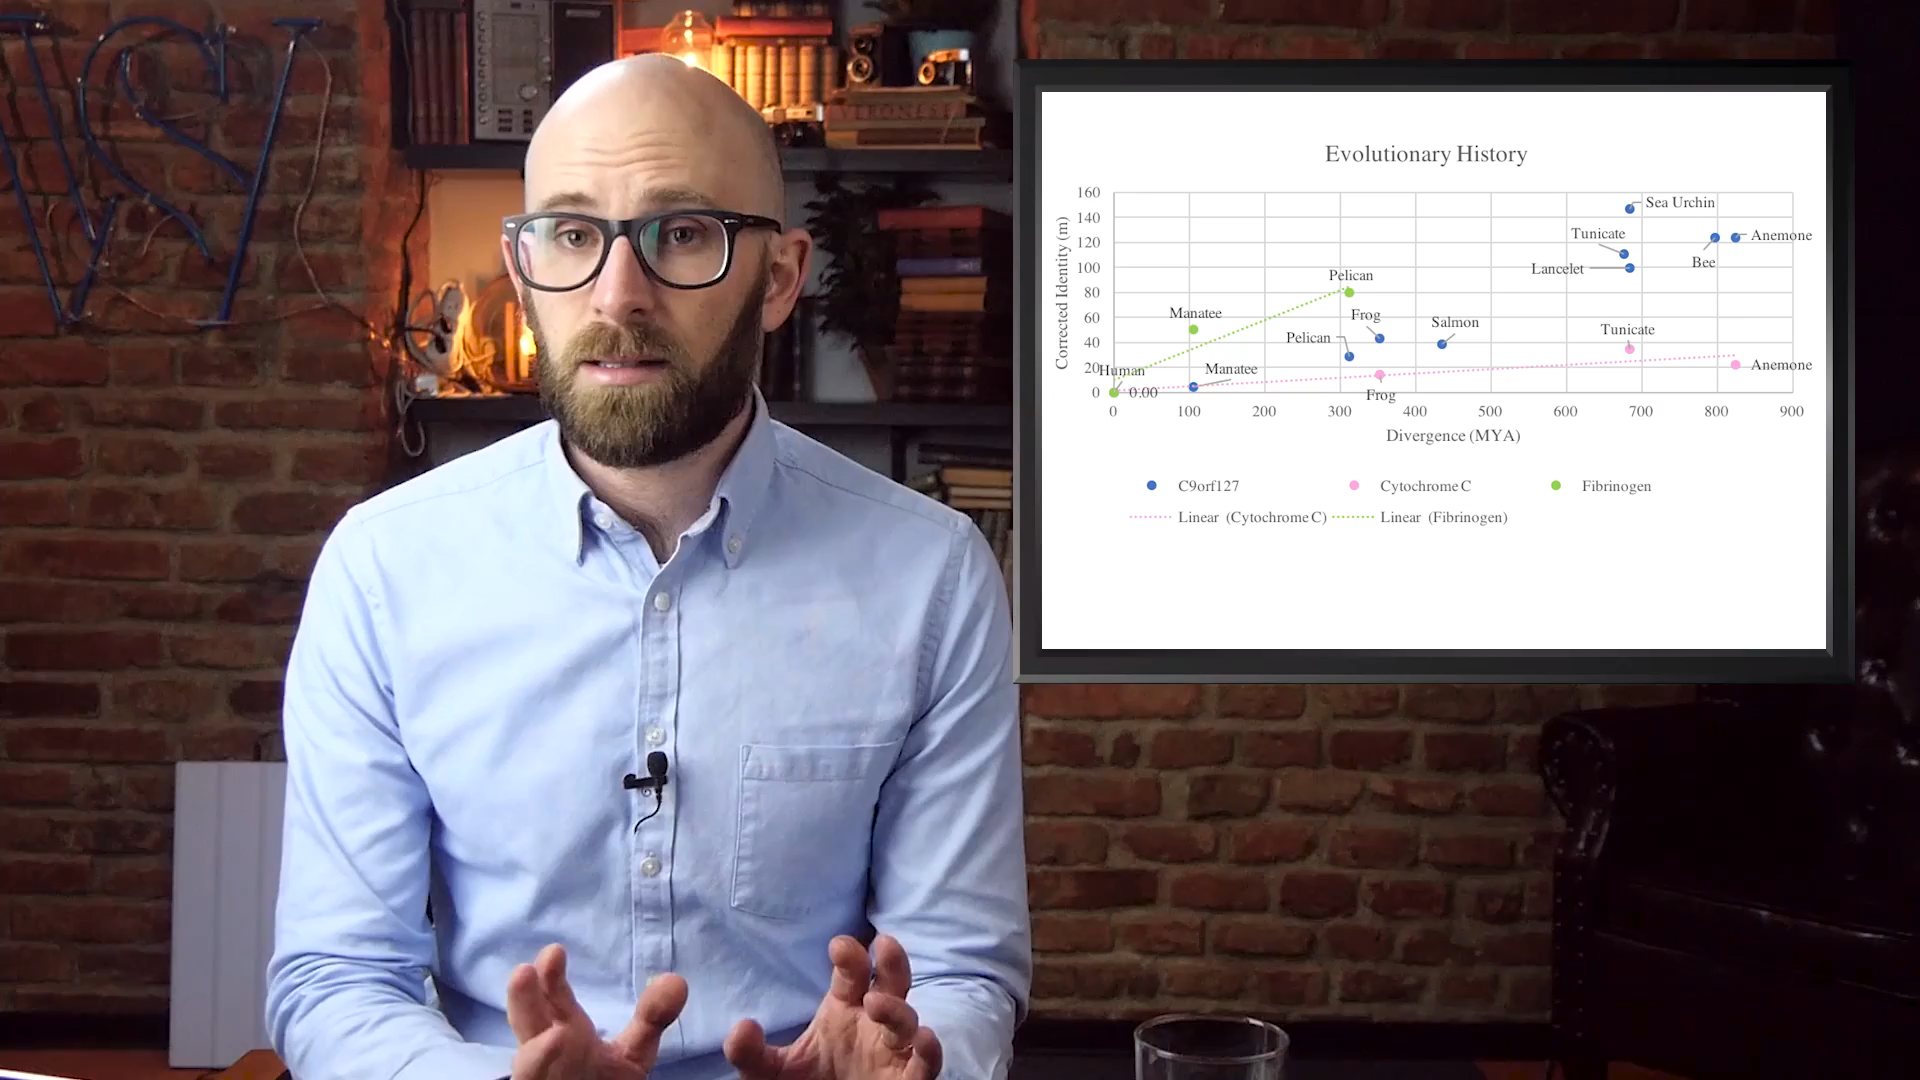 VERONESE
Evolutionary History
160
140
120
100
80
60
40
20
0
Corrected Identity (m)
Sea Urchin
Tunicate
Anemone
Bee
Lancelet
Pelican
Manatee
Frog
Salmon
Pelican
Tunicate
Human
Manatee
Anemone
0.00
Frog
0 100 200 300 400 500 600 700 800 900
Divergence (MYA)
C9orf127 Cytochrome C Fibrinogen
Linear (Cytochrome C) Linear (Fibrinogen)